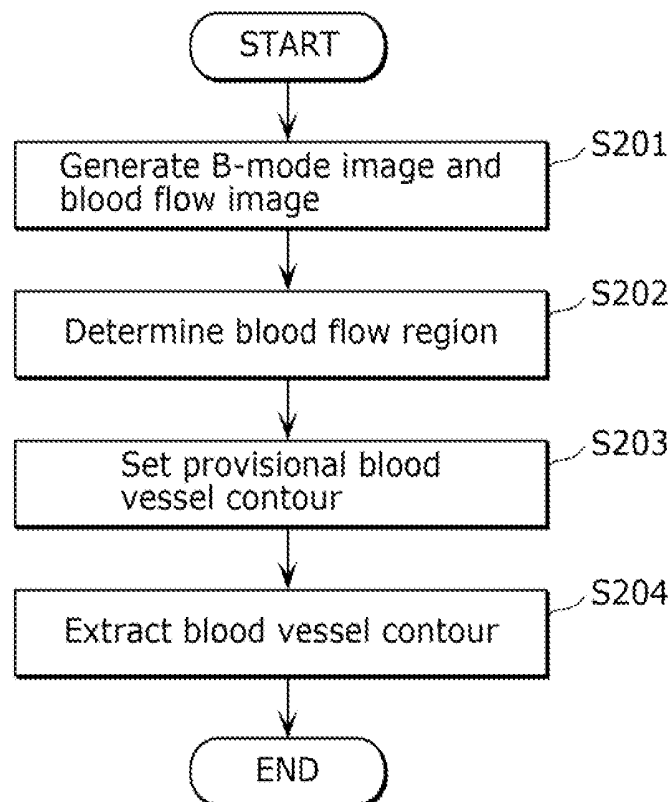 START
Generate B-mode image and
blood flow image
S201
Determine blood flow region
S202
Set provisional blood
vessel contour
S203
Extract blood vessel contour
S204
END